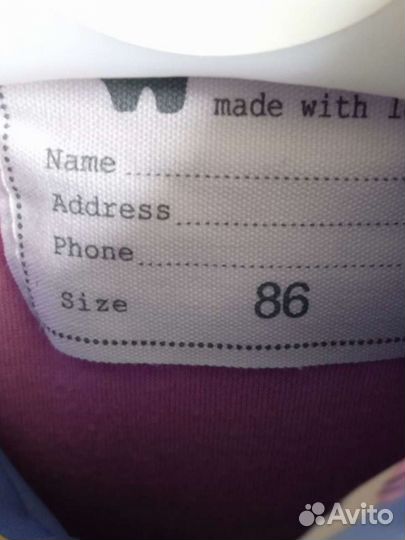 made with
Name
Address
Phone
Size 86
Avito